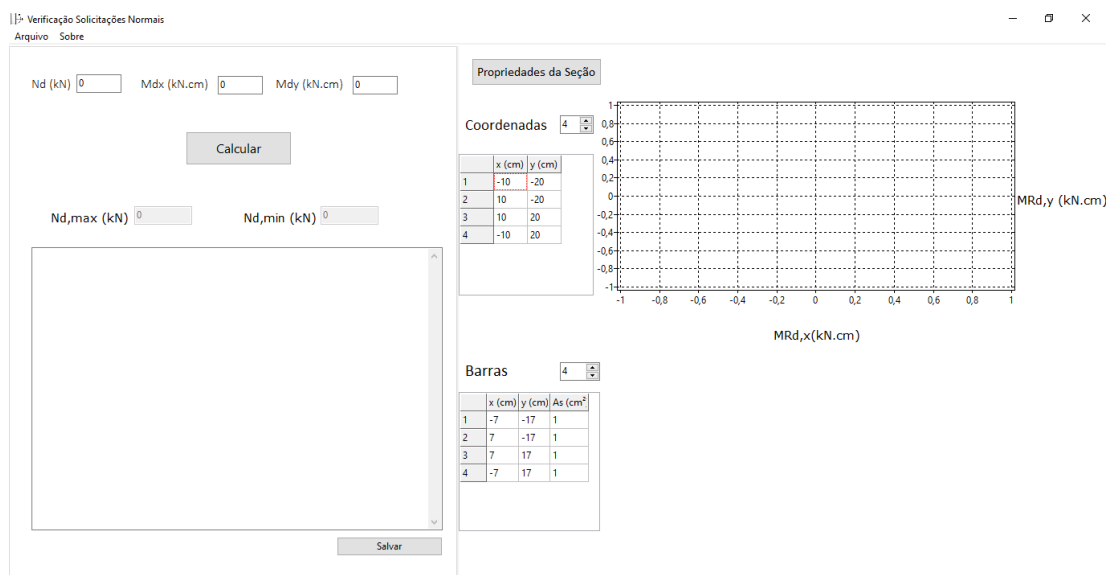 Verificação Solicitações Normais
Arquivo Sobre
Nd (kN) 0 Mdx (kN.cm) 0 Mdy (kN.cm) 0
Calcular
Nd,max (kN) 0 Nd,min (kN) 0
Salvar
Propriedades da Seção
Coordenadas 4
x (cm) y (cm)
1 -10 -20
2 10 -20
3 10 20
4 -10 20
Barras 4
x (cm) y (cm) As (cm²
1 -7 -17 1
2 7 -17 1
3 7 17 1
4 -7 17 1
1
0,8
0,6
0,4
0,2
0
-0,2
-0,4
-0,6
-0,8
-1
-1 -0,8 -0,6 -0,4 -0,2 0 0,2 0,4 0,6 0,8 1
MRd,x(kN.cm)
MRd,y (kN.cm)